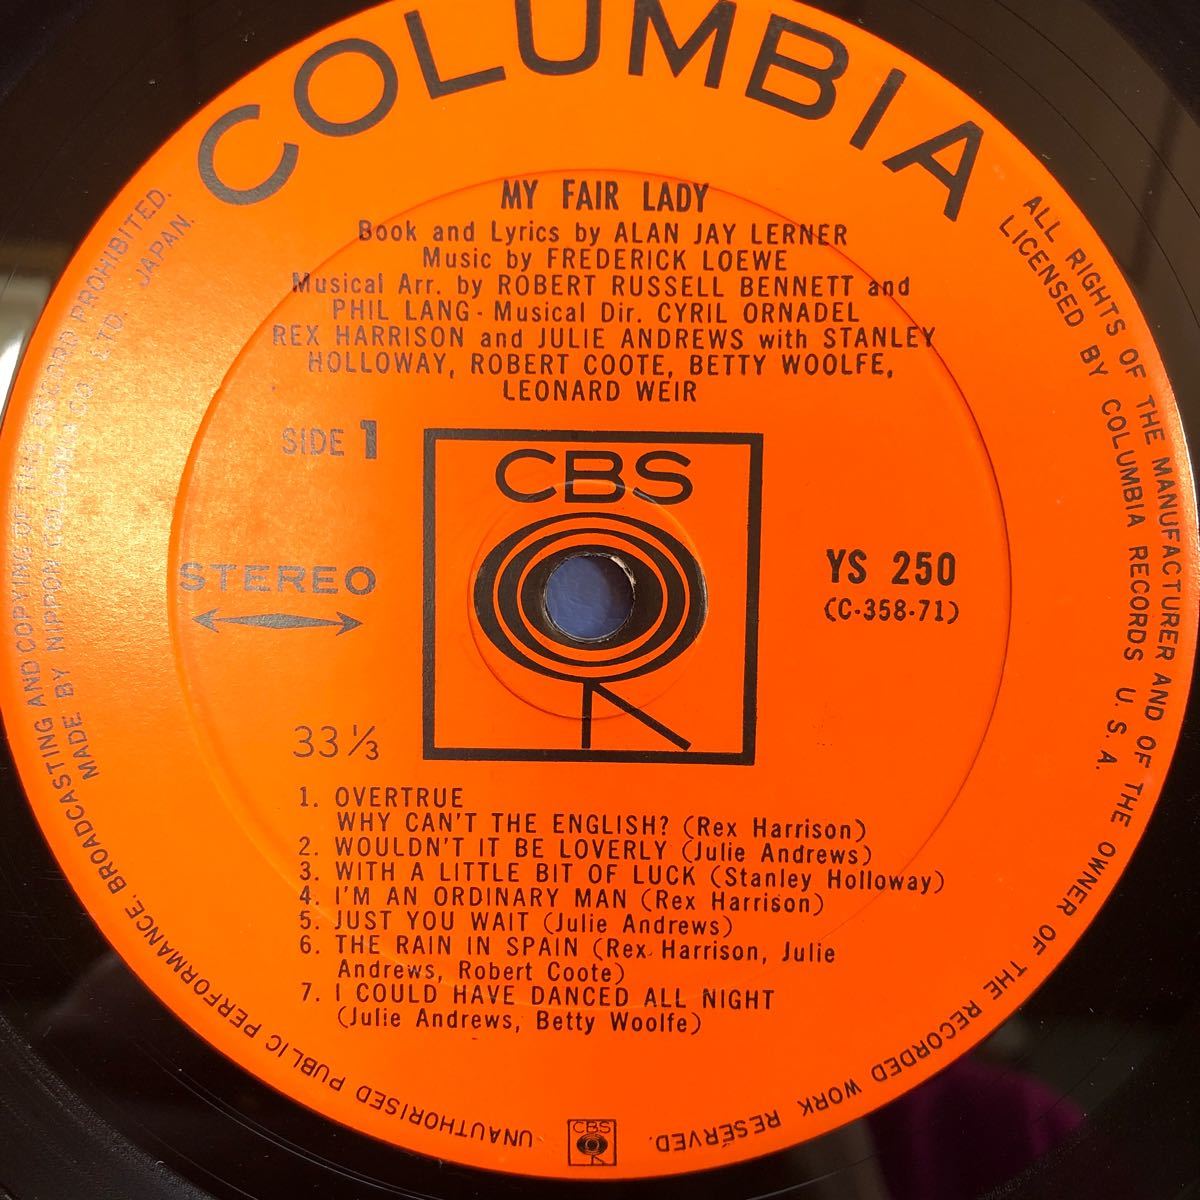 COLUMBIA
MY FAIR LADY
Book and Lyrics by ALAN JAY LERNER
Music by FREDERICK LOEWE
Musical Arr. by ROBERT RUSSELL BENNETT and
PHIL LANG - Musical Dir. CYRIL ORNADEL
REX HARRISON and JULIE ANDREWS with STANLEY
HOLLOWAY, ROBERT COOTE, BETTY WOOLFE,
LEONARD WEIR
SIDE 1
CBS
STEREO
YS 250
(C-358-71)
33 1/3
1. OVERTRUE
WHY CAN'T THE ENGLISH? (Rex Harrison)
2. WOULDN'T IT BE LOVERLY (Julie Andrews)
3. WITH A LITTLE BIT OF LUCK (Stanley Holloway)
4. I'M AN ORDINARY MAN (Rex Harrison)
5. JUST YOU WAIT (Julie Andrews)
6. THE RAIN IN SPAIN (Rex Harrison, Julie
Andrews, Robert Coote)
7. I COULD HAVE DANCED ALL NIGHT
(Julie Andrews, Betty Woolfe)
ALL RIGHTS OF THE MANUFACTURER AND OF THE OWNER OF THE RECORDED WORK RESERVED.
LICENSED BY COLUMBIA RECORDS U.S.A.
UNAUTHORISED PUBLIC PERFORMANCE, BROADCASTING AND COPYING OF THIS RECORD PROHIBITED.
MADE BY NIPPON COLUMBIA CO., LTD. JAPAN.
CBS